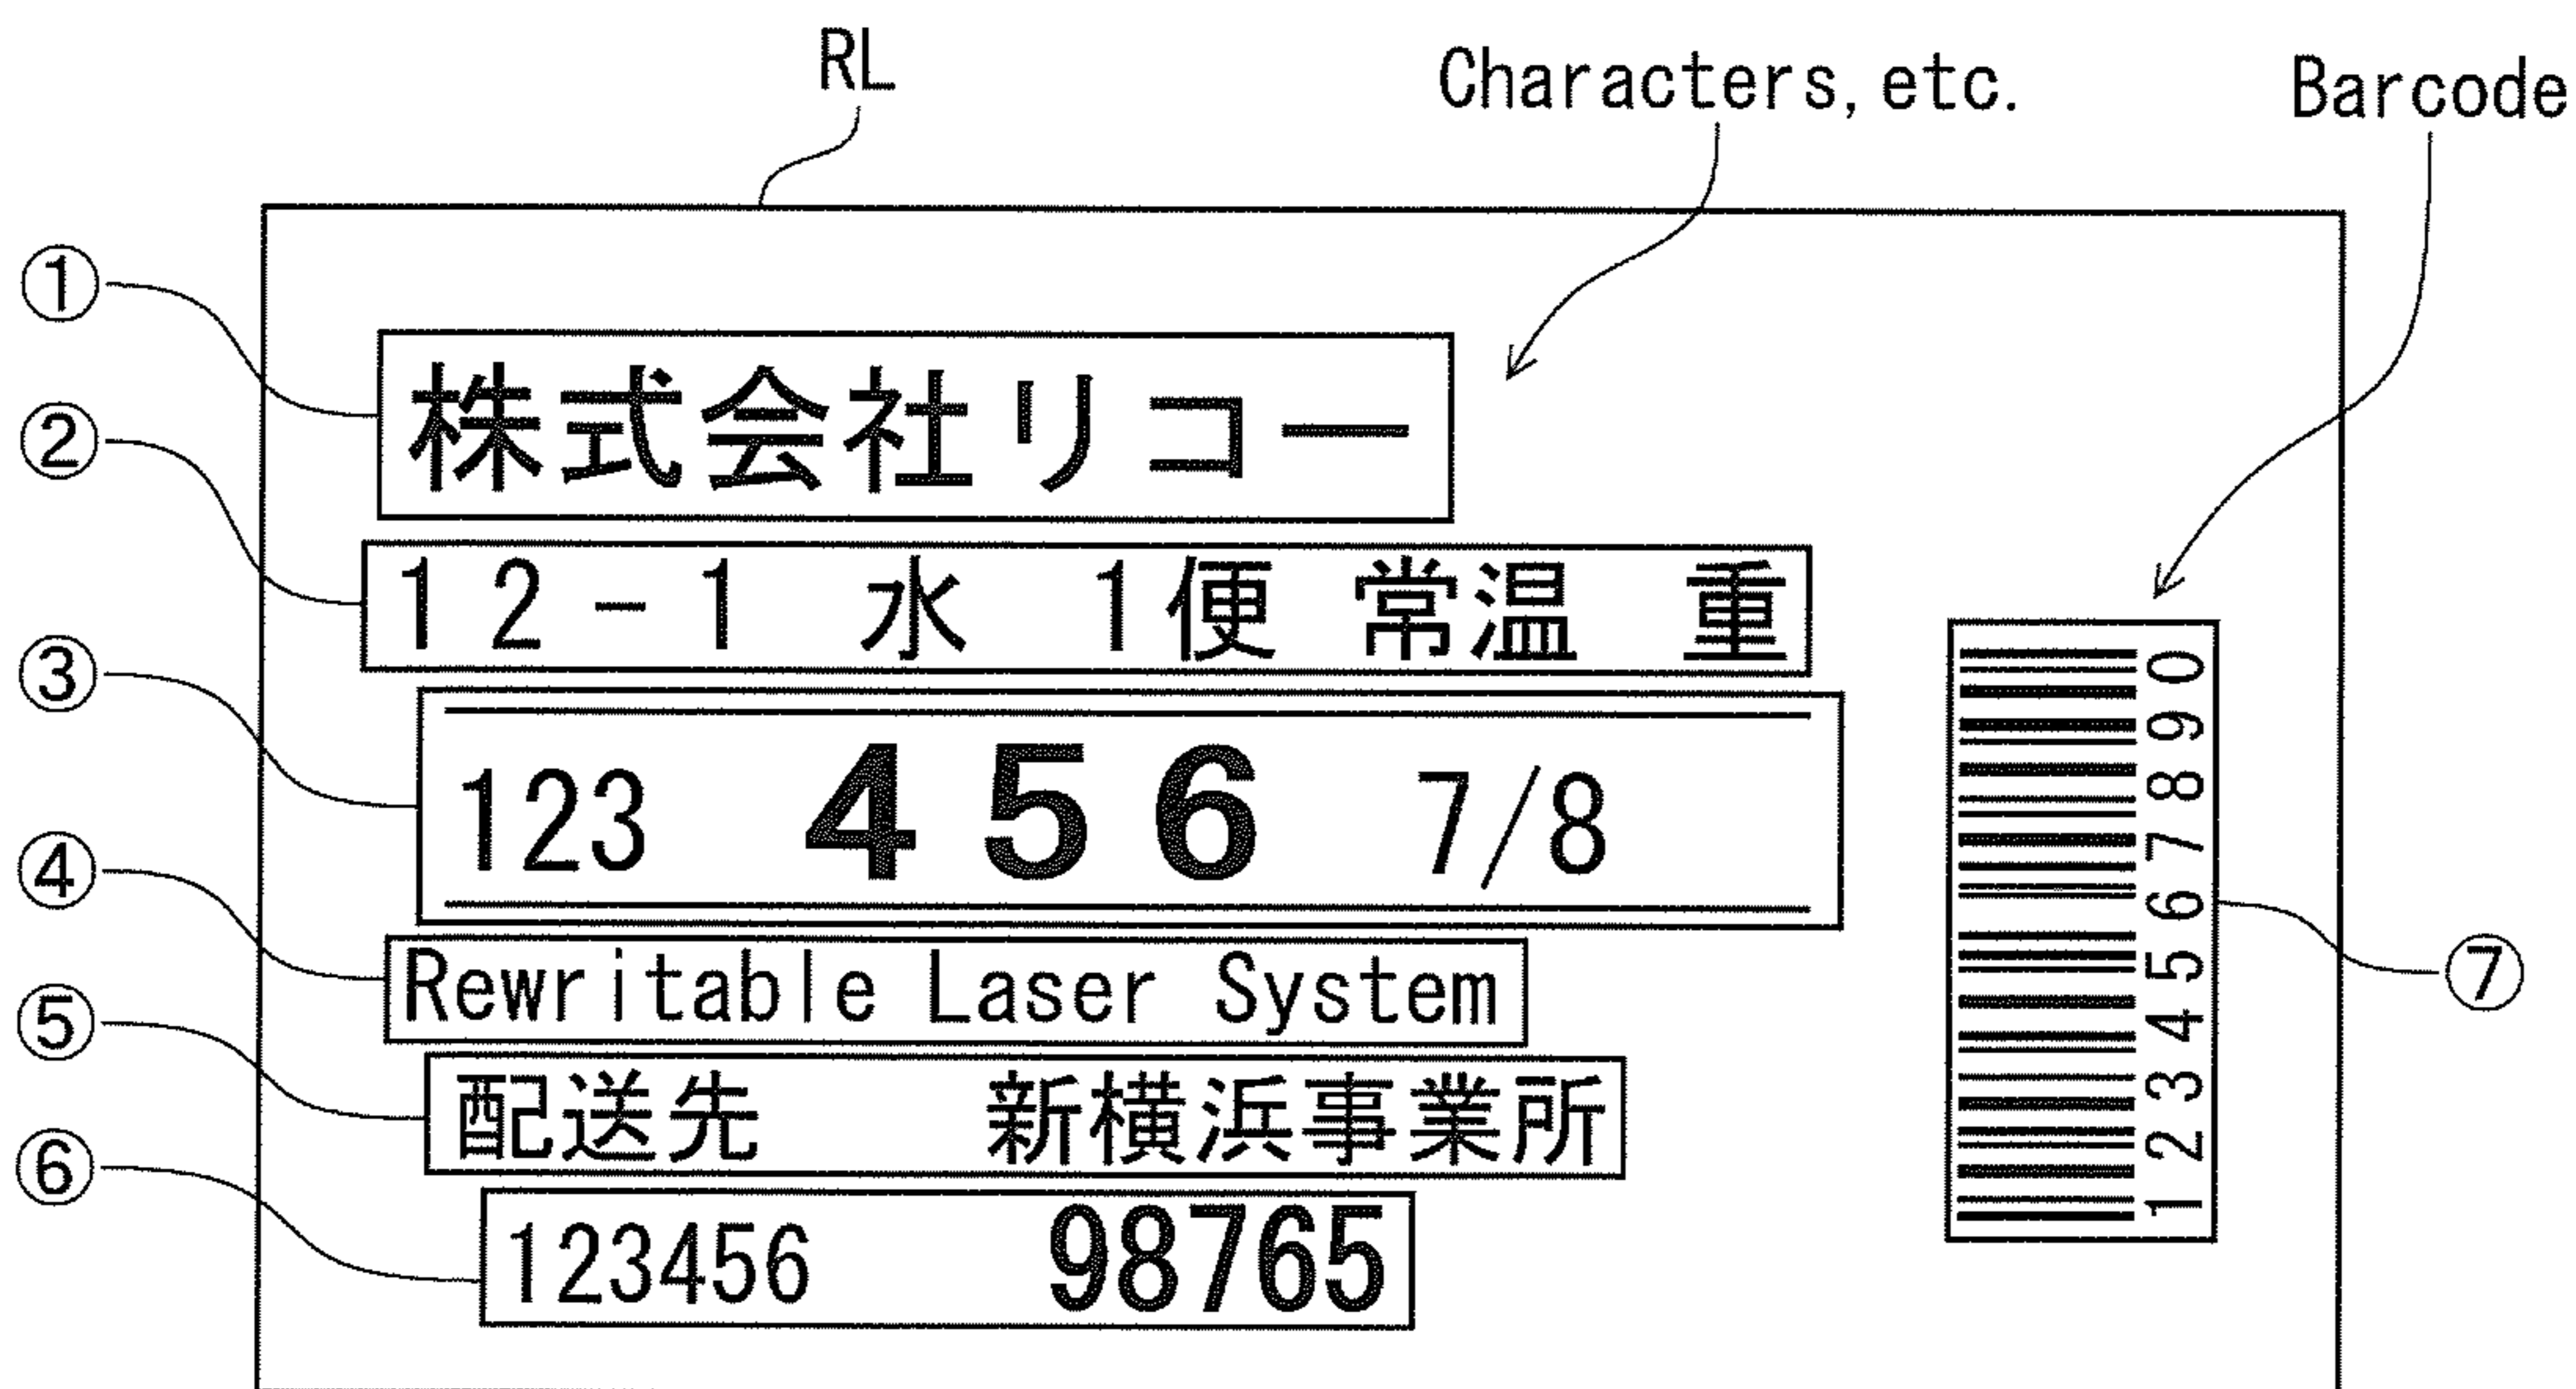 RL
Characters, etc.
Barcode
①
株式会社リコー
②
12-1 水 1便 常温 重
③
123 456 7/8
④
Rewritable Laser System
⑤
配送先 新横浜事業所
⑥
123456 98765
1234567890
⑦